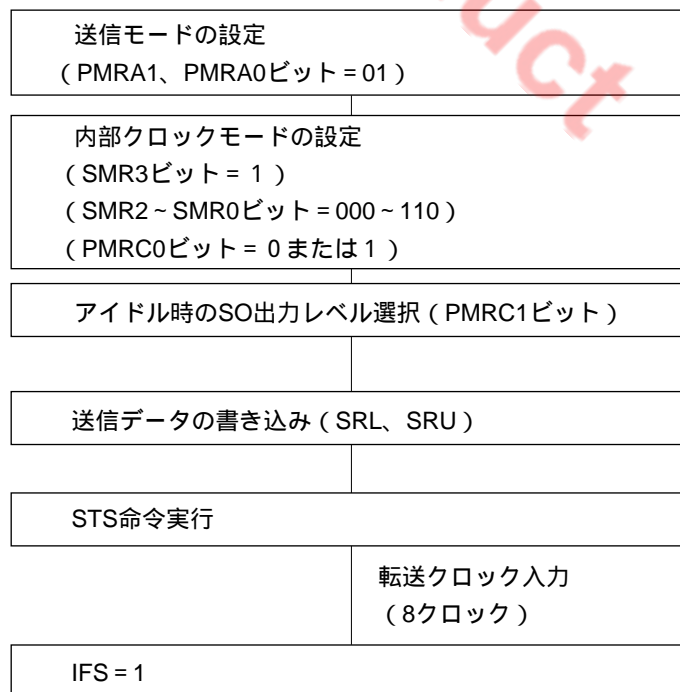 送信モードの設定
（PMRA1、PMRA0ビット = 01）
内部クロックモードの設定
（SMR3ビット = 1）
（SMR2～SMR0ビット = 000～110）
（PMRC0ビット = 0または1）
アイドル時のSO出力レベル選択（PMRC1ビット）
送信データの書き込み（SRL、SRU）
STS命令実行
転送クロック入力
（8クロック）
IFS = 1
uct